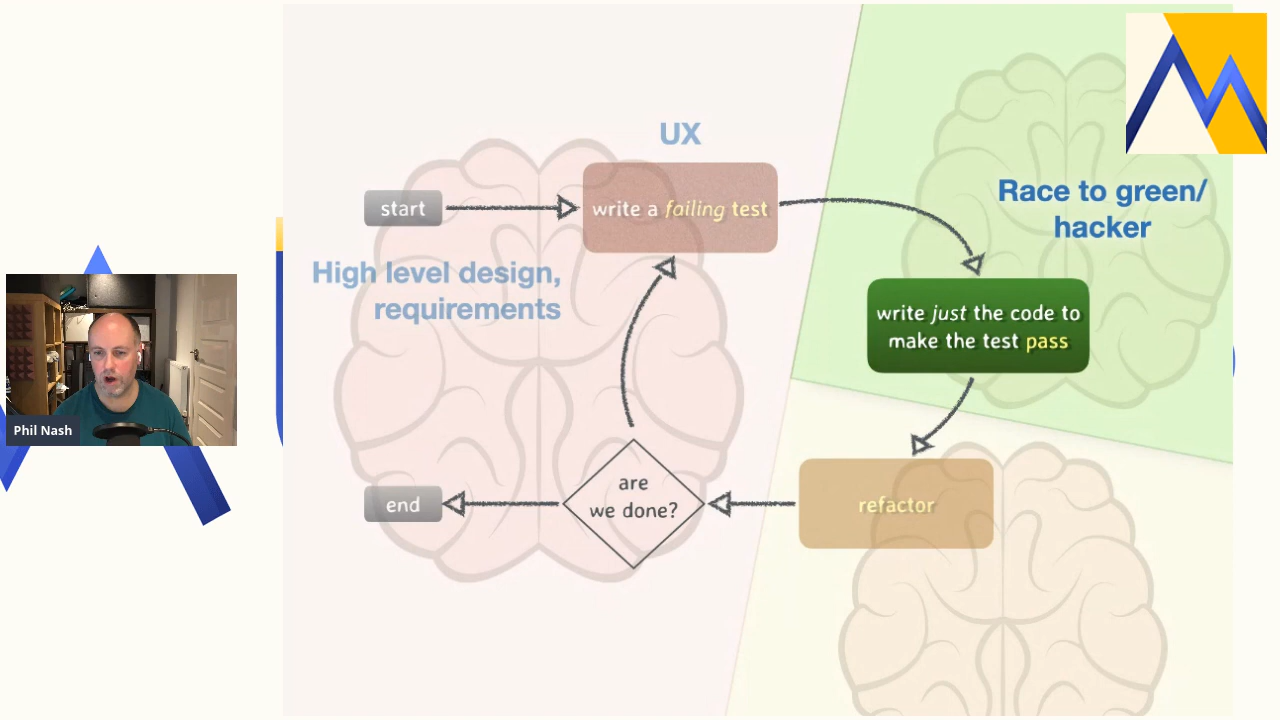 UX
start
write a failing test
High level design,
requirements
Race to green/
hacker
write just the code to
make the test pass
refactor
are
we done?
end
Phil Nash